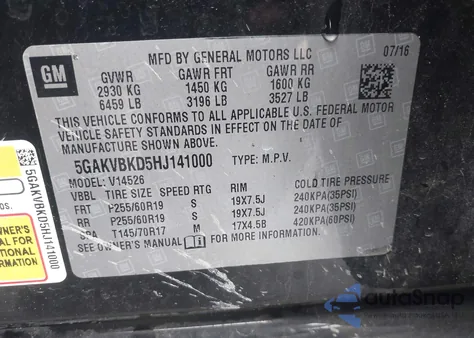 GM
MFD BY GENERAL MOTORS LLC 07/16
GVWR GAWR FRT GAWR RR
2930 KG 1450 KG 1600 KG
6459 LB 3196 LB 3527 LB
THIS VEHICLE CONFORMS TO ALL APPLICABLE U.S. FEDERAL MOTOR
VEHICLE SAFETY STANDARDS IN EFFECT ON THE DATE OF
MANUFACTURE SHOWN ABOVE.
5GAKVBKD5HJ141000 TYPE: M.P.V.
MODEL: V14526
VBBL TIRE SIZE SPEED RTG RIM COLD TIRE PRESSURE
FRT P255/60R19 S 19X7.5J 240KPA(35PSI)
P255/60R19 S 19X7.5J 240KPA(35PSI)
T145/70R17 M 17X4.5B 420KPA(60PSI)
SEE OWNER'S MANUAL FOR MORE INFORMATION
5GAKVBKD5HJ141000
OWNER'S
FOR
INFORMATION
autoSnap